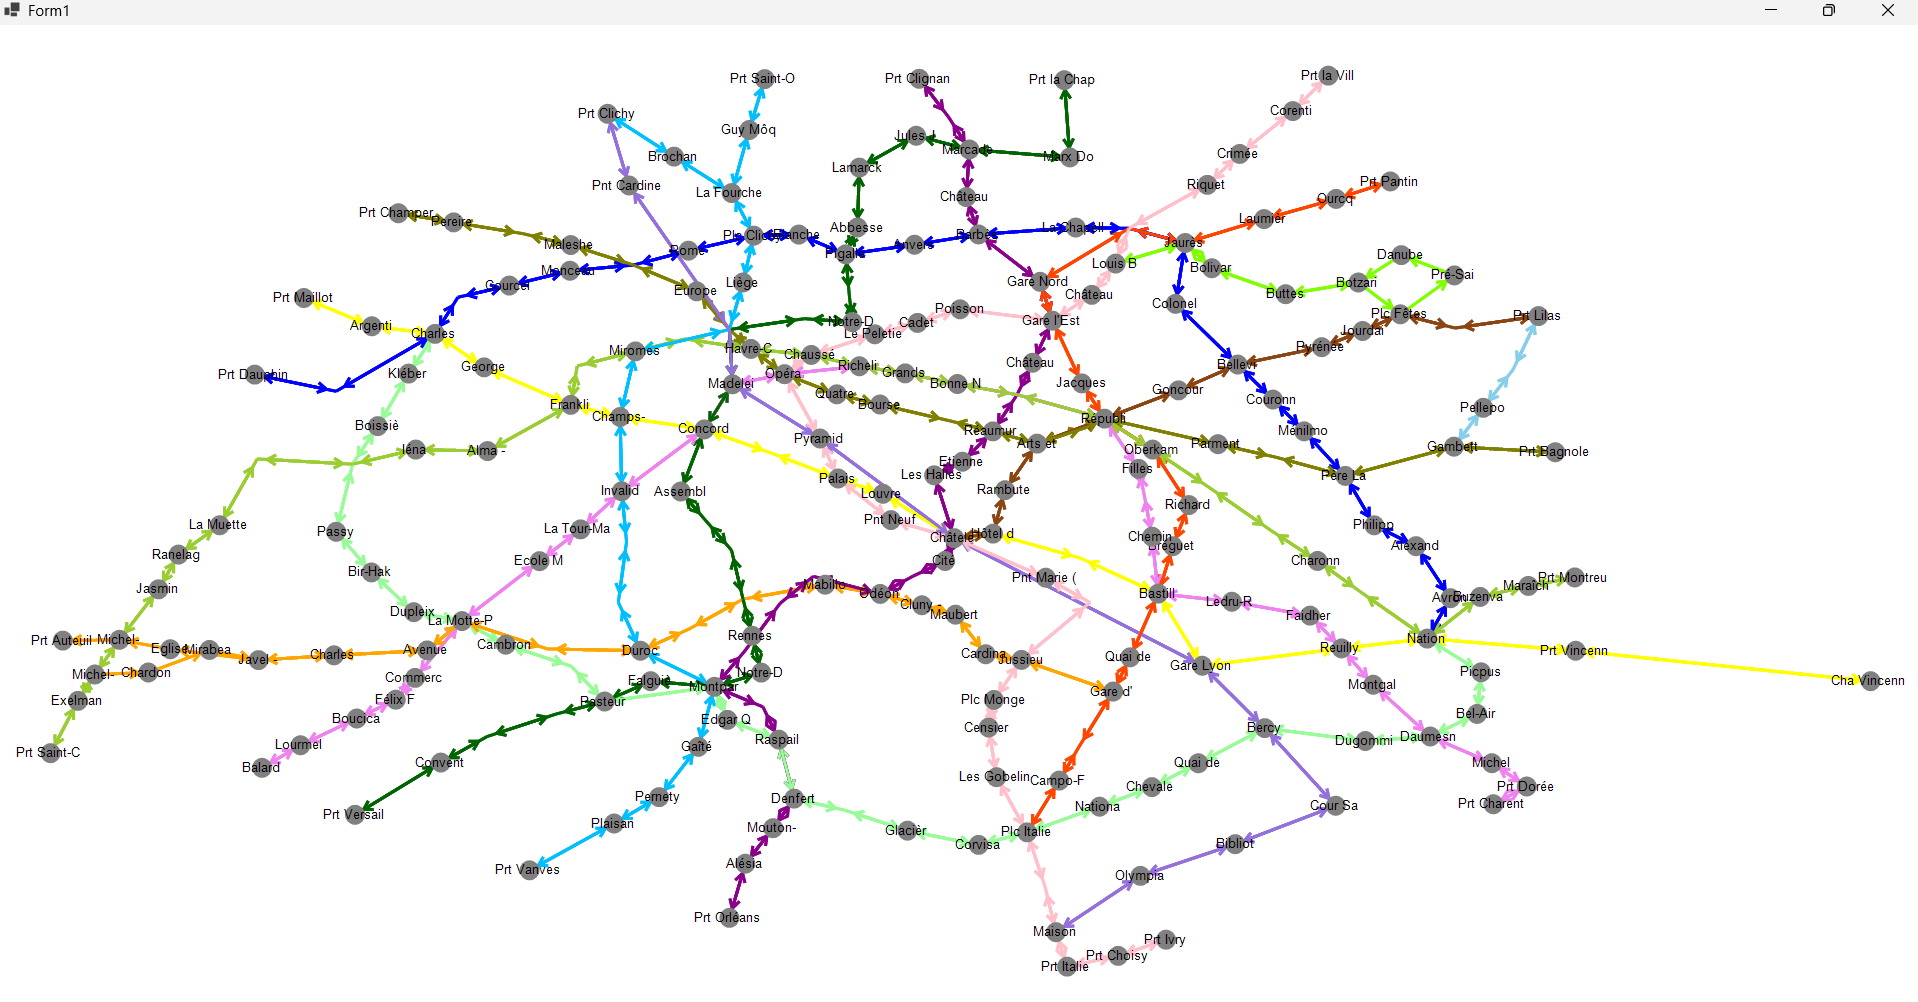 Form1
Prt Saint-O
Prt Clignan
Prt la Chap
Prt la Vill
Prt Clichy
Corenti
Guy Môq
Jules J
Marcade
Marx Do
Brochan
Lamarck
Crimée
Pnt Cardine
La Fourche
Château
Riquet
Prt Pantin
Ourcq
Prt Champer
Pereire
Abbesse
La Chapell
Laumier
Maleshe
Rome
Plc Clichy
Blanche
Pigalle
Anvers
Barbès
Jaures
Monceau
Louis B
Bolivar
Danube
Courcel
Europe
Liège
Gare Nord
Château
Buttes
Botzari
Pré-Sai
Prt Maillot
Argenti
Charles
Notre-D
Cadet
Poisson
Gare l'Est
Colonel
Plc Fêtes
Prt Lilas
Le Peletie
Jourdai
Miromes
Havre-C
Chaussé
Pyrénée
Prt Dauphin
Kléber
George
Madelei
Opéra
Richeli
Grands
Bonne N
Château
Jacques
Bellevi
Frankli
Champs-
Quatre
Bourse
Goncour
Couronn
Pellepo
Boissiè
Concord
Pyramid
Réaumur
Républi
Ménilmo
Iéna
Alma -
Arts et
Oberkam
Parment
Gambett
Prt Bagnole
Invalid
Assembl
Palais
Louvre
Les Halles
Etienne
Filles
Père La
Rambute
Richard
La Muette
Passy
La Tour-Ma
Pnt Neuf
Philipp
Ranelag
Ecole M
Châtele
Hôtel d
Chemin
Breguet
Alexand
Jasmin
Bir-Hak
Cité
Pnt Marie (
Charonn
Dupleix
Mabillo
Odéon
Cluny -
Bastill
Ledru-R
Avron
Buzenva
Maraîch
Prt Montreu
La Motte-P
Maubert
Faidher
Prt Auteuil
Michel-
Eglise
Mirabea
Javel -
Charles
Avenue
Cambron
Duroc
Rennes
Cardina
Jussieu
Quai de
Gare Lyon
Reuilly
Nation
Prt Vincenn
Michel-
Chardon
Commerc
Falguiè
Montpar
Notre-D
Gare d'
Montgal
Picpus
Cha Vincenn
Exelman
Félix F
Pasteur
Plc Monge
Boucica
Edgar Q
Censier
Bercy
Bel-Air
Prt Saint-C
Lourmel
Balard
Gaîté
Raspail
Dugommi
Daumesn
Convent
Les Gobelin
Campo-F
Quai de
Michel
Prt Versail
Pernety
Denfert
Nationa
Chevale
Cour Sa
Prt Dorée
Prt Charent
Plaisan
Mouton-
Glacièr
Corvisa
Plc Italie
Bibliot
Prt Vanves
Alésia
Olympia
Prt Orléans
Maison
Prt Ivry
Prt Choisy
Prt Italie